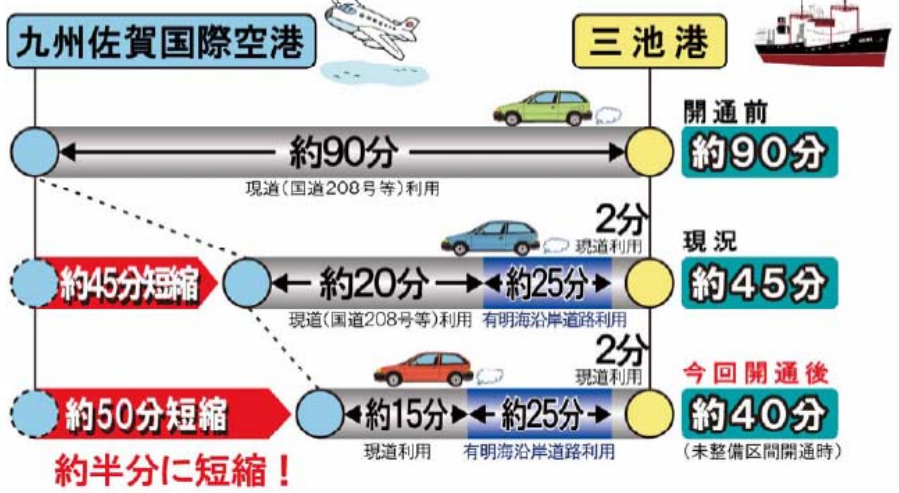 九州佐賀国際空港
三池港
開通前
約90分
約90分
現道(国道208号等)利用
2分
現道利用
現況
約45分短縮
約20分
約25分
約45分
現道(国道208号等)利用
有明海沿岸道路利用
2分
現道利用
今回開通後
約50分短縮
約15分
約25分
約40分
現道利用
有明海沿岸道路利用
(未整備区間開通時)
約半分に短縮!